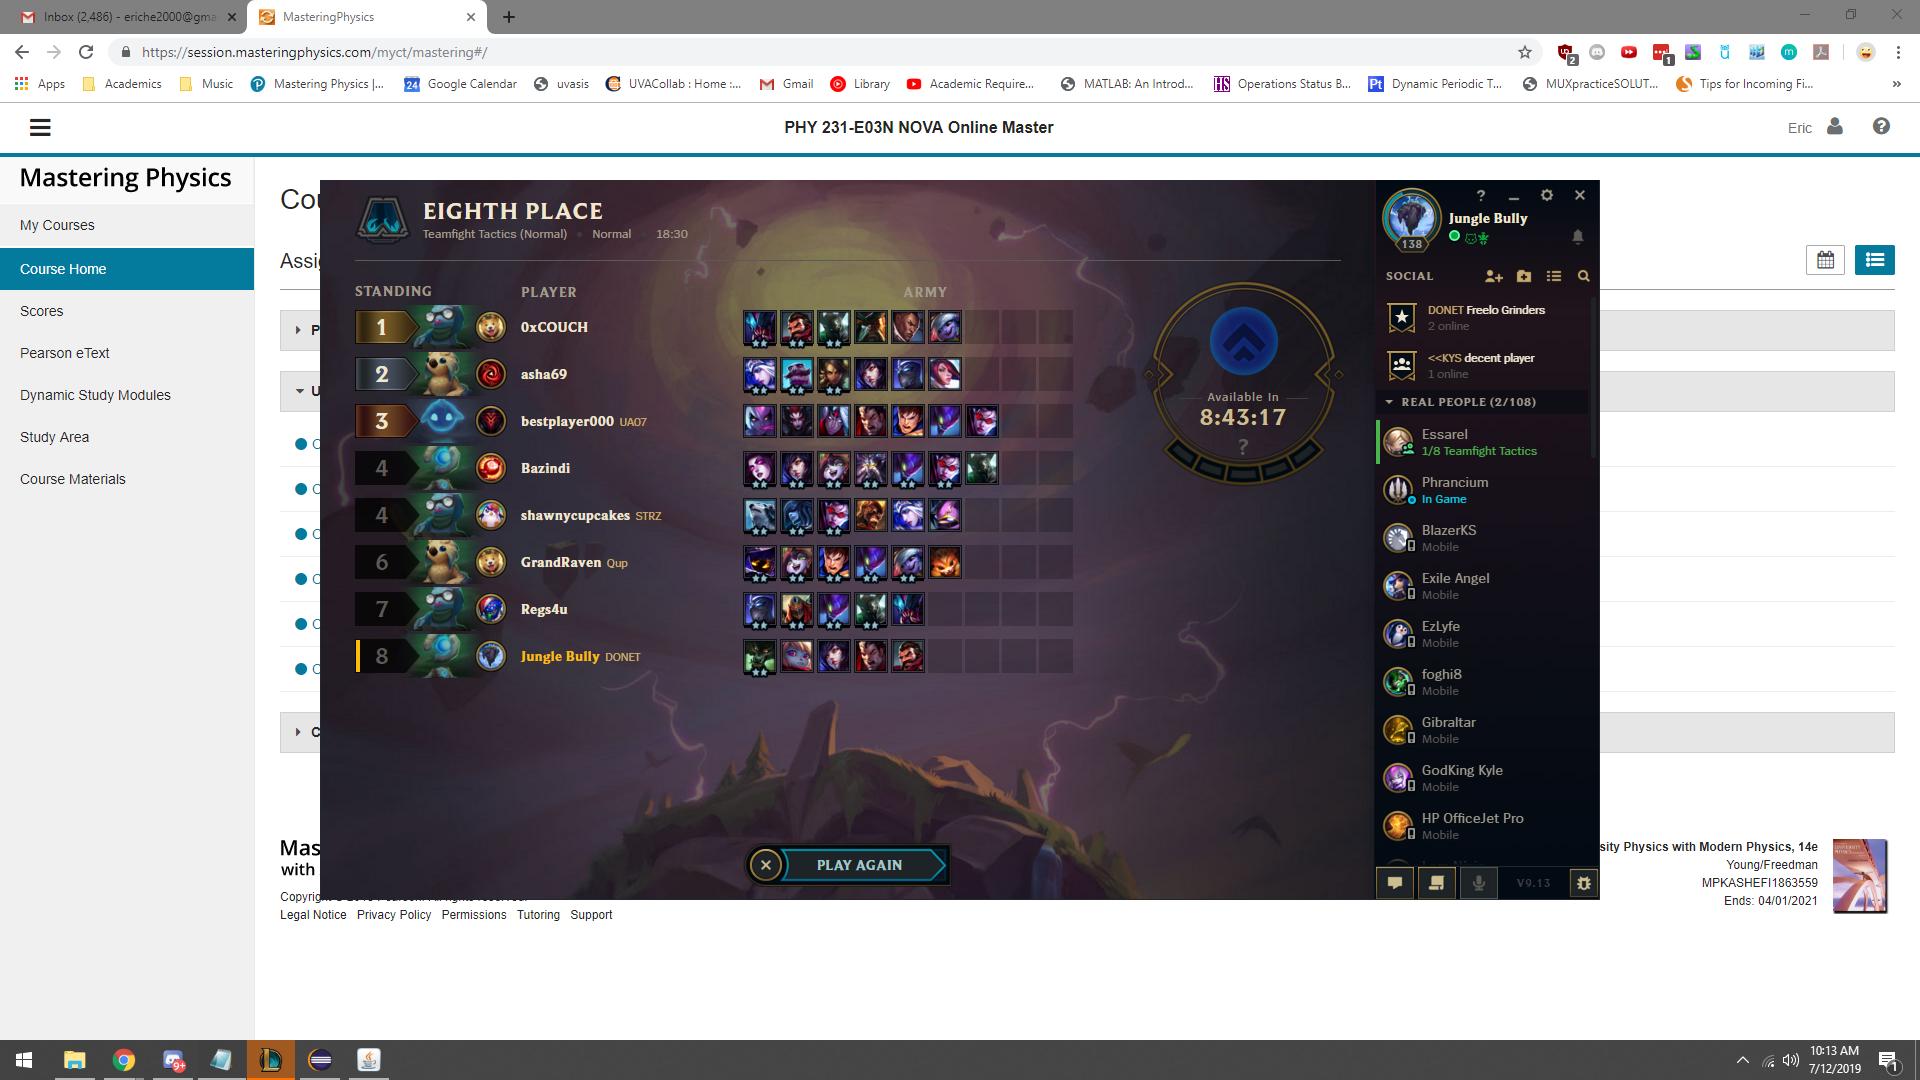 Inbox (2,486) - eriche2000@gma
MasteringPhysics
https://session.masteringphysics.com/myct/mastering#/
2
1
Apps
Academics
Music
Mastering Physics |...
24
Google Calendar
uvasis
UVACollab : Home :...
Gmail
Library
Academic Require...
MATLAB: An Introd...
HS
Operations Status B...
Pt
Dynamic Periodic T...
MUXpracticeSOLUT...
Tips for Incoming Fi...
»
PHY 231-E03N NOVA Online Master
Eric
Mastering Physics
My Courses
Course Home
Scores
Pearson eText
Dynamic Study Modules
Study Area
Course Materials
EIGHTH PLACE
Teamfight Tactics (Normal) • Normal 18:30
STANDING PLAYER ARMY
1 0xCOUCH
2 asha69
3 bestplayer000 UA07
4 Bazindi
4 shawnycupcakes STRZ
6 GrandRaven Qup
7 Regs4u
8 Jungle Bully DONET
Available In
8:43:17
?
PLAY AGAIN
?
Jungle Bully
138
SOCIAL
DONET Freelo Grinders
2 online
<<KYS decent player
1 online
REAL PEOPLE (2/108)
Essarel
1/8 Teamfight Tactics
Phrancium
In Game
BlazerKS
Mobile
Exile Angel
Mobile
EzLyfe
Mobile
foghi8
Mobile
Gibraltar
Mobile
GodKing Kyle
Mobile
HP OfficeJet Pro
Mobile
V9.13
Cou
Assi
P
U
C
C
C
C
C
C
C
Mas
with
Legal Notice Privacy Policy Permissions Tutoring Support
sity Physics with Modern Physics, 14e
Young/Freedman
MPKASHEFI1863559
Ends: 04/01/2021
9+
10:13 AM
7/12/2019
1